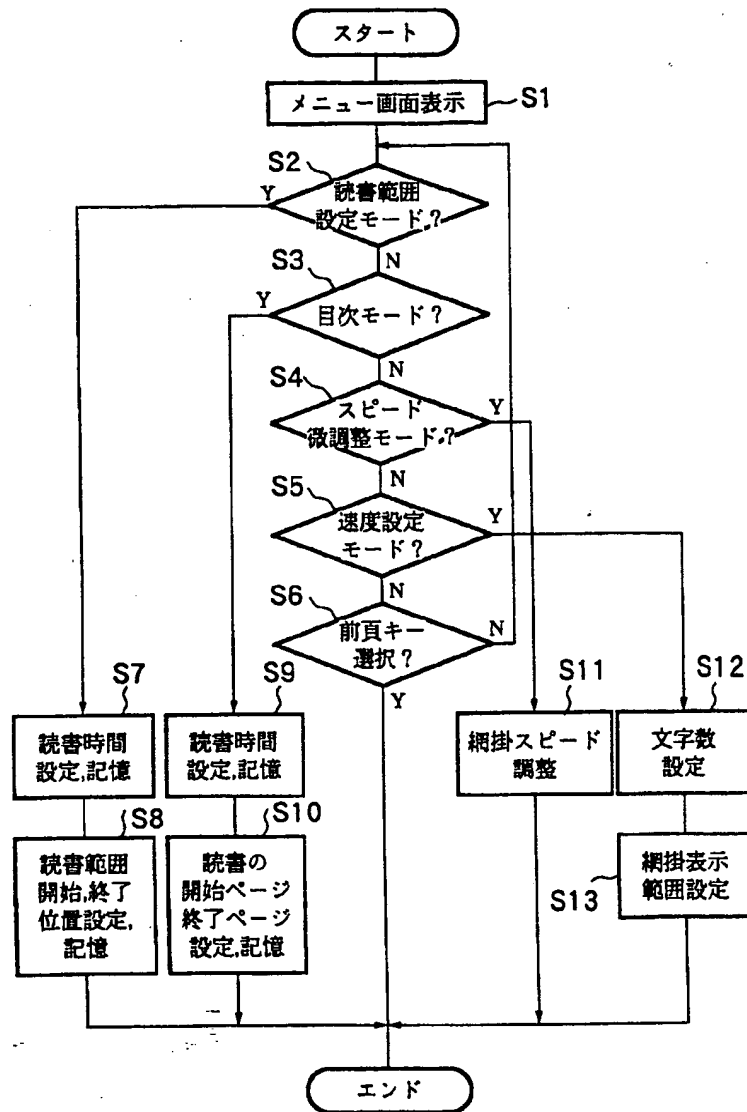 スタート
メニュー画面表示
S1
S2
Y
読書範囲
設定モード?
N
S3
Y
目次モード?
N
S4
スピード
微調整モード?
Y
N
S5
速度設定
モード?
Y
N
S6
前頁キー
選択?
N
Y
S7
読書時間
設定,記憶
S9
読書時間
設定,記憶
S11
網掛スピード
調整
S12
文字数
設定
S8
読書範囲
開始,終了
位置設定,
記憶
S10
読書の
開始ページ
終了ページ
設定,記憶
S13
網掛表示
範囲設定
エンド